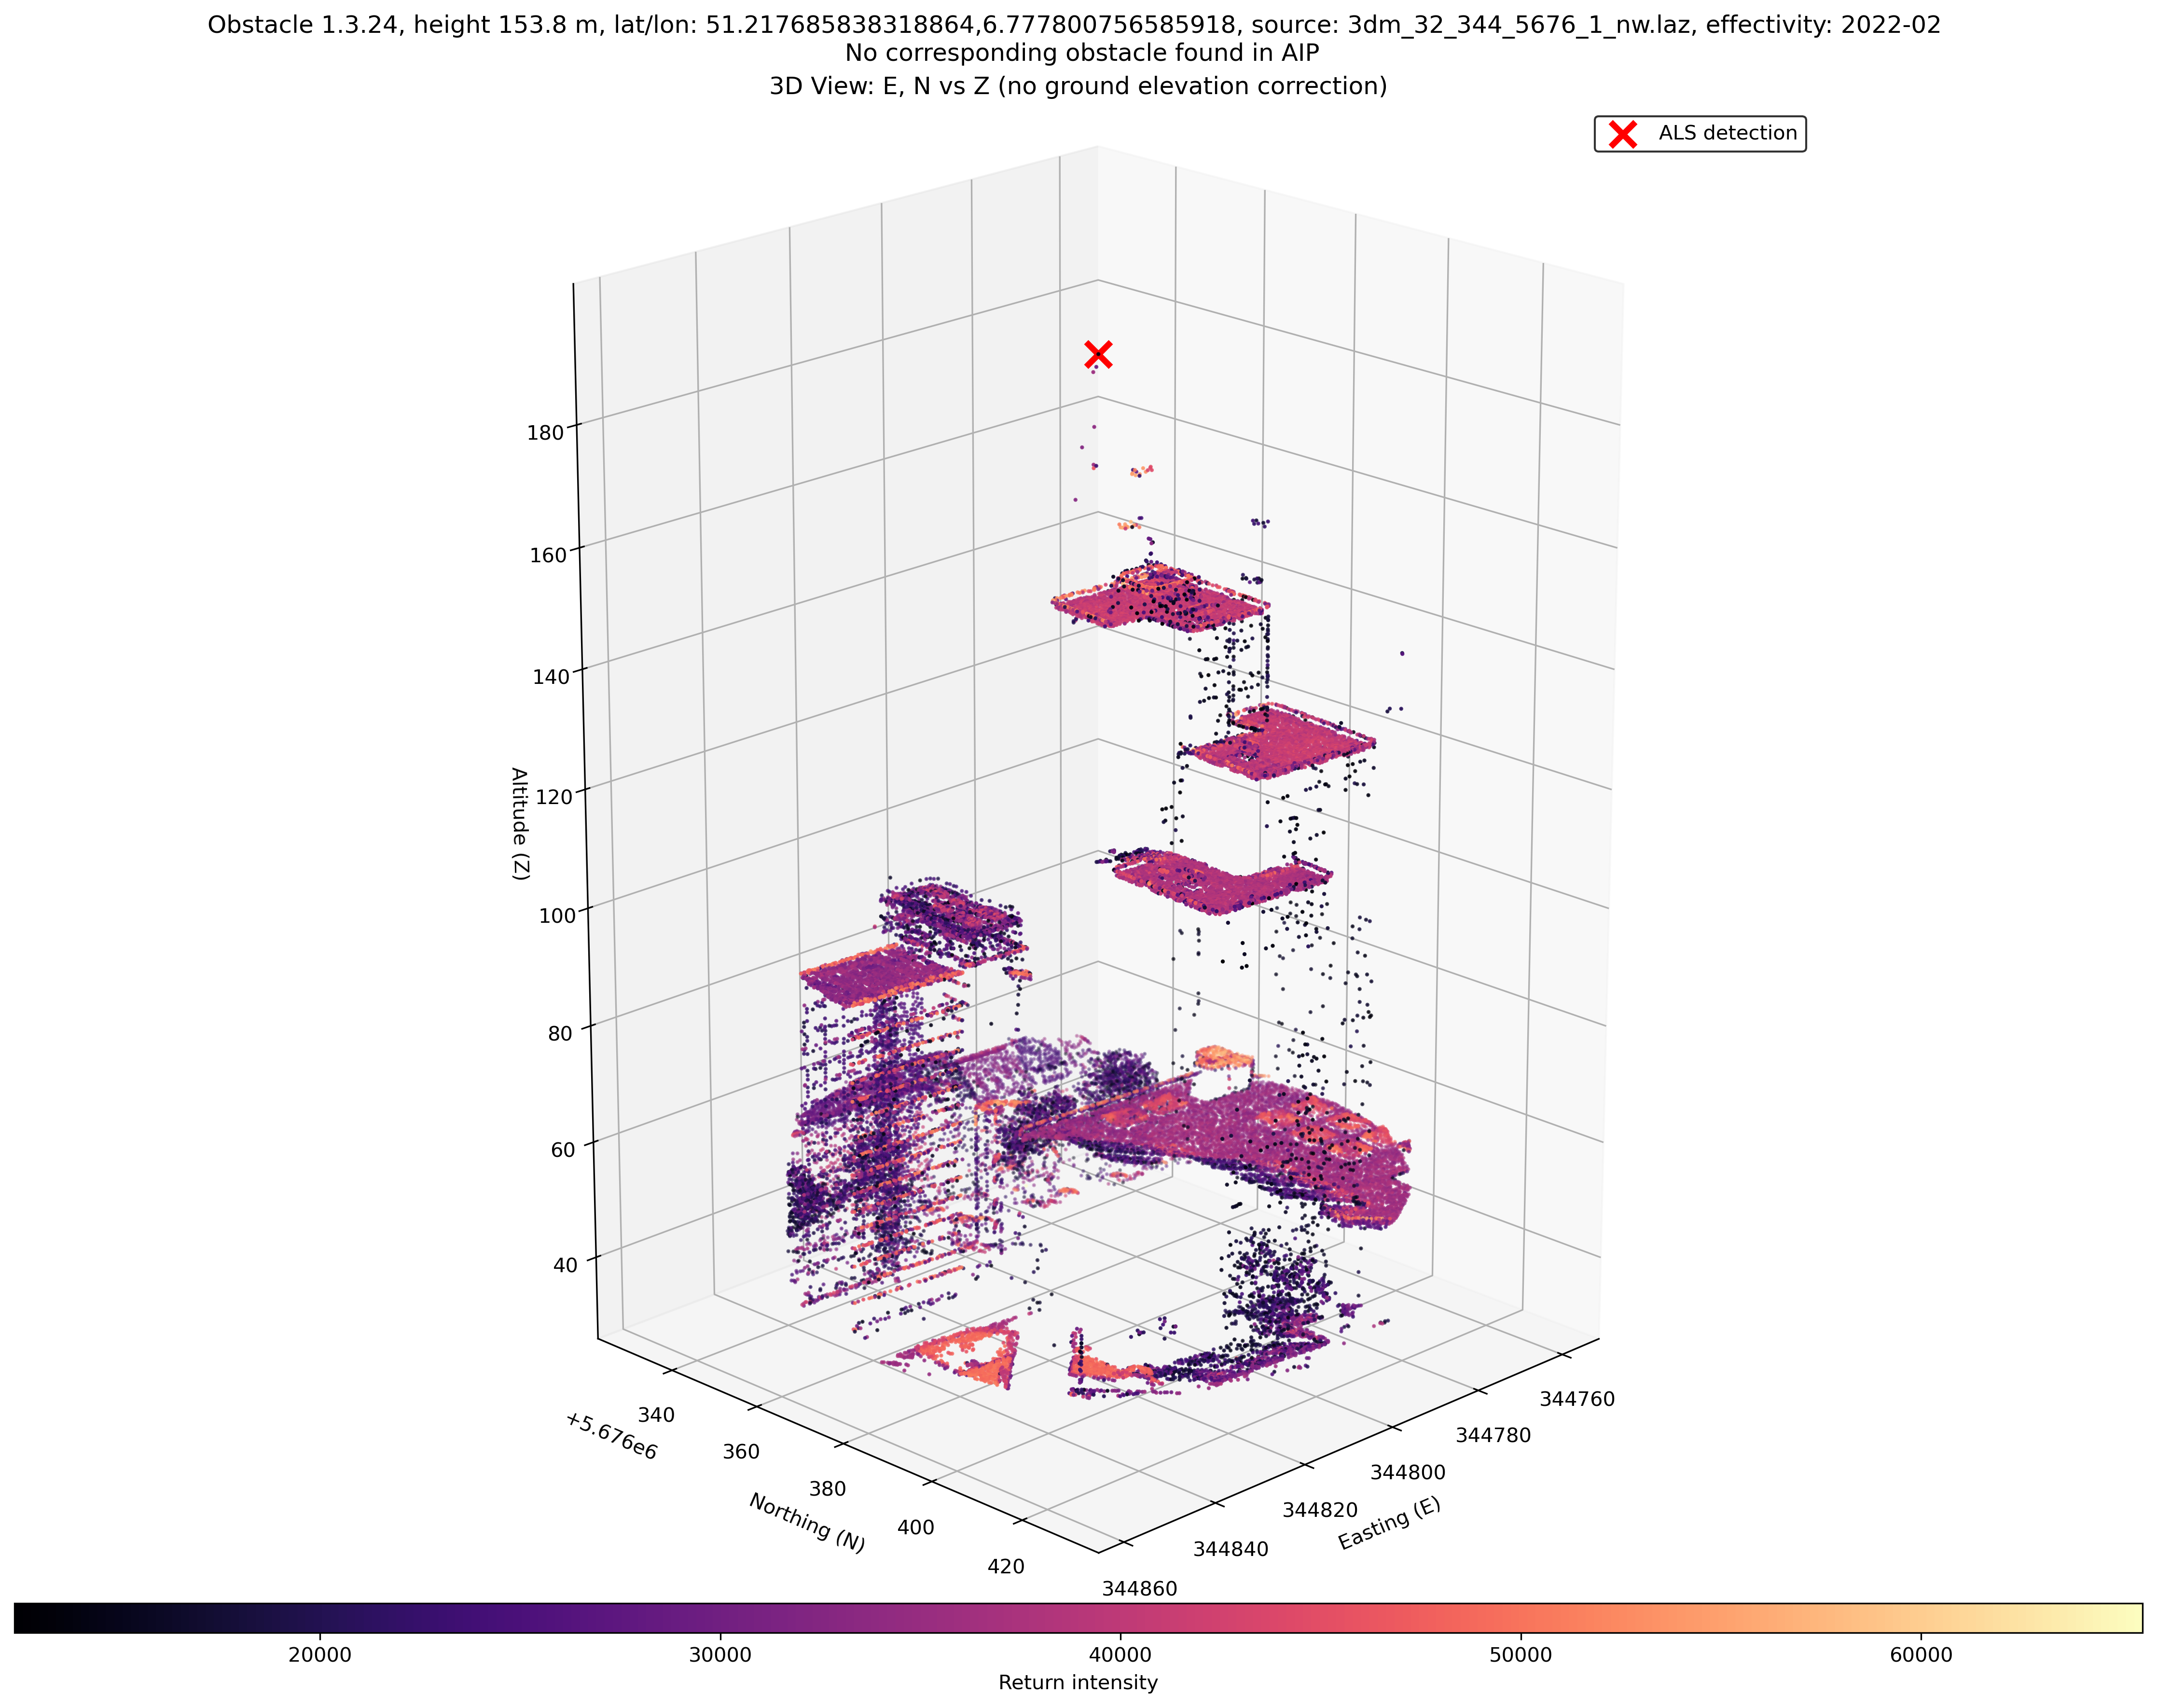 Obstacle 1.3.24, height 153.8 m, lat/lon: 51.217685838318864,6.777800756585918, source: 3dm_32_344_5676_1_nw.laz, effectivity: 2022-02
No corresponding obstacle found in AIP
3D View: E, N vs Z (no ground elevation correction)
ALS detection
180
160
140
120
100
80
60
40
Altitude (Z)
+5.676e6
340
360
380
400
420
Northing (N)
344760
344780
344800
344820
344840
344860
Easting (E)
20000
30000
40000
50000
60000
Return intensity